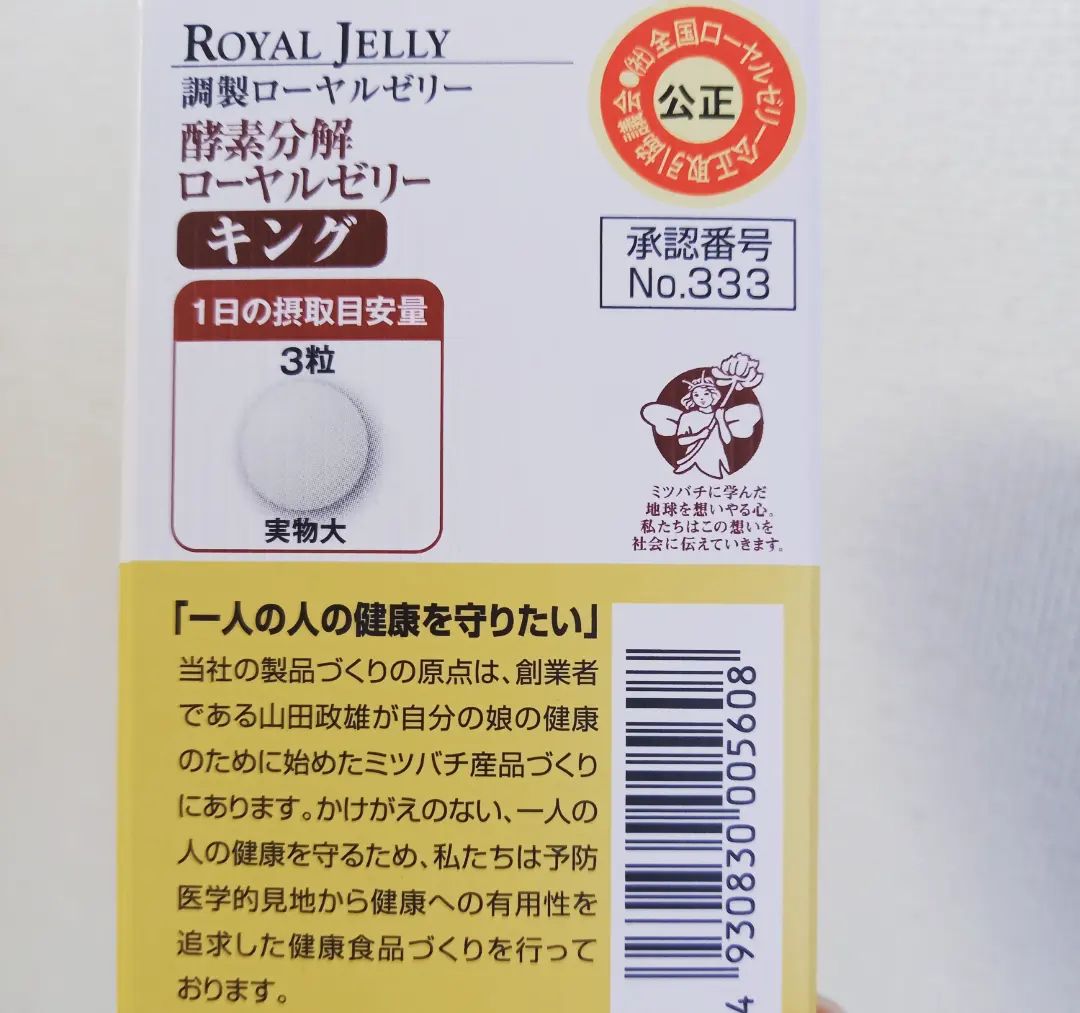 ROYAL JELLY
調製ローヤルゼリー
酵素分解
ローヤルゼリー
キング
1日の摂取目安量
3粒
実物大
(社)全国ローヤルゼリー公正取引協議会
公正
承認番号
No.333
ミツバチに学んだ
地球を想いやる心。
私たちはこの想いを
社会に伝えていきます。
「一人の人の健康を守りたい」
当社の製品づくりの原点は、創業者
である山田政雄が自分の娘の健康
のために始めたミツバチ産品づくり
にあります。かけがえのない、一人の
人の健康を守るため、私たちは予防
医学的見地から健康への有用性を
追求した健康食品づくりを行って
おります。
4 930830 005608